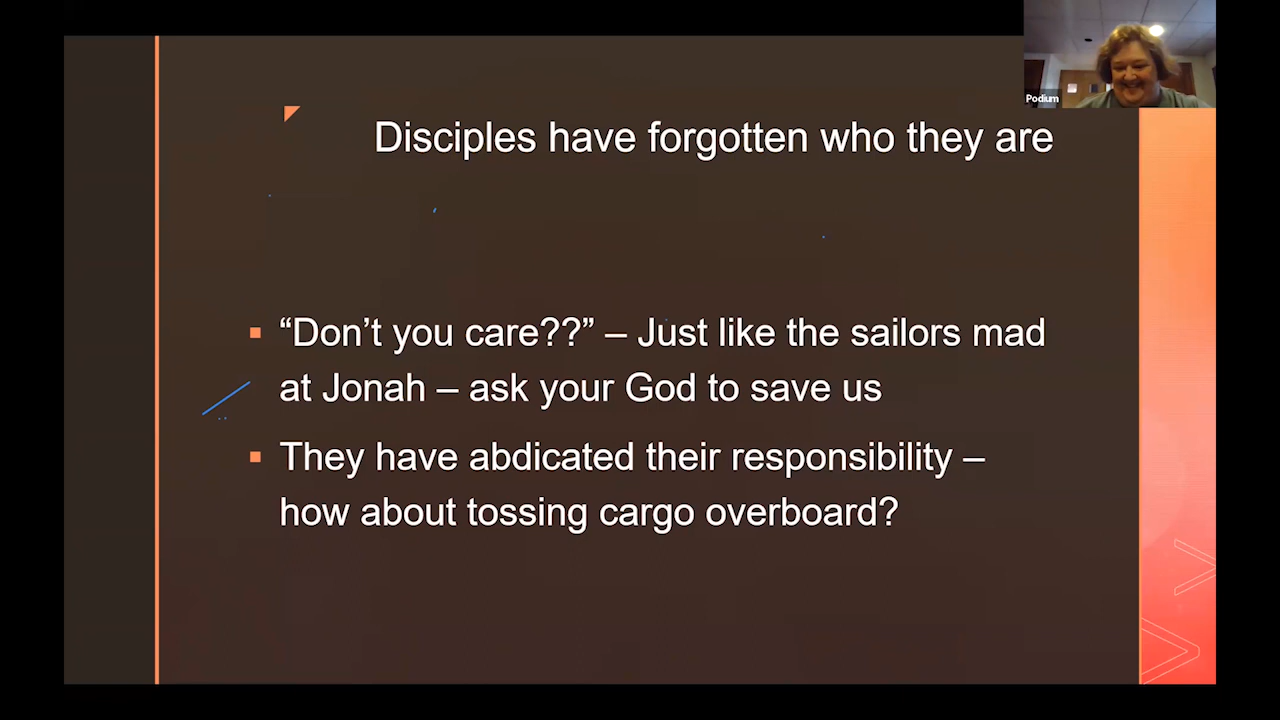 Podium
Disciples have forgotten who they are
“Don’t you care??” – Just like the sailors mad
at Jonah – ask your God to save us
They have abdicated their responsibility –
how about tossing cargo overboard?